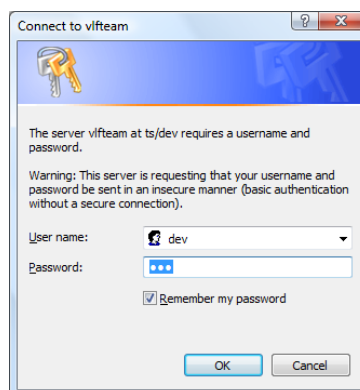 Connect to vlfteam
The server vlfteam at ts/dev requires a username and
password.
Warning: This server is requesting that your username and
password be sent in an insecure manner (basic authentication
without a secure connection).
User name:
dev
Password:
•••
Remember my password
OK
Cancel